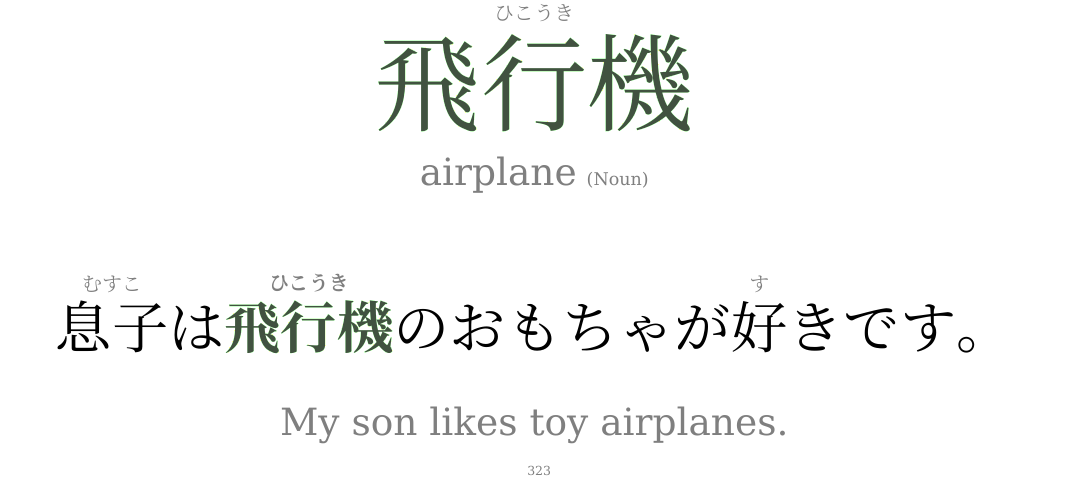 ひこうき
飛行機
airplane (Noun)
むすこ ひこうき す
息子は飛行機のおもちゃが好きです。
My son likes toy airplanes.
323